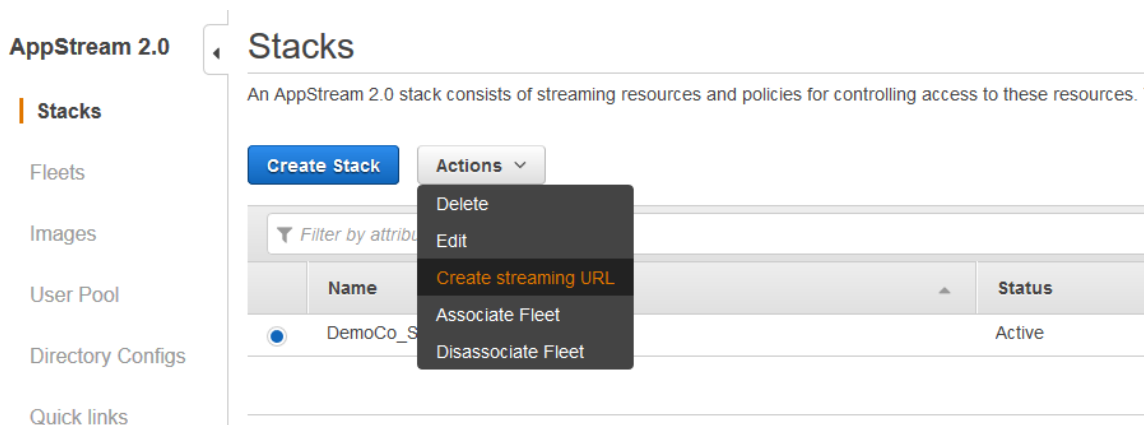 AppStream 2.0
Stacks
Fleets
Images
User Pool
Directory Configs
Quick links
Stacks
An AppStream 2.0 stack consists of streaming resources and policies for controlling access to these resources.
Create Stack
Actions
Delete
Edit
Create streaming URL
Associate Fleet
Disassociate Fleet
Filter by
Name
Status
Active